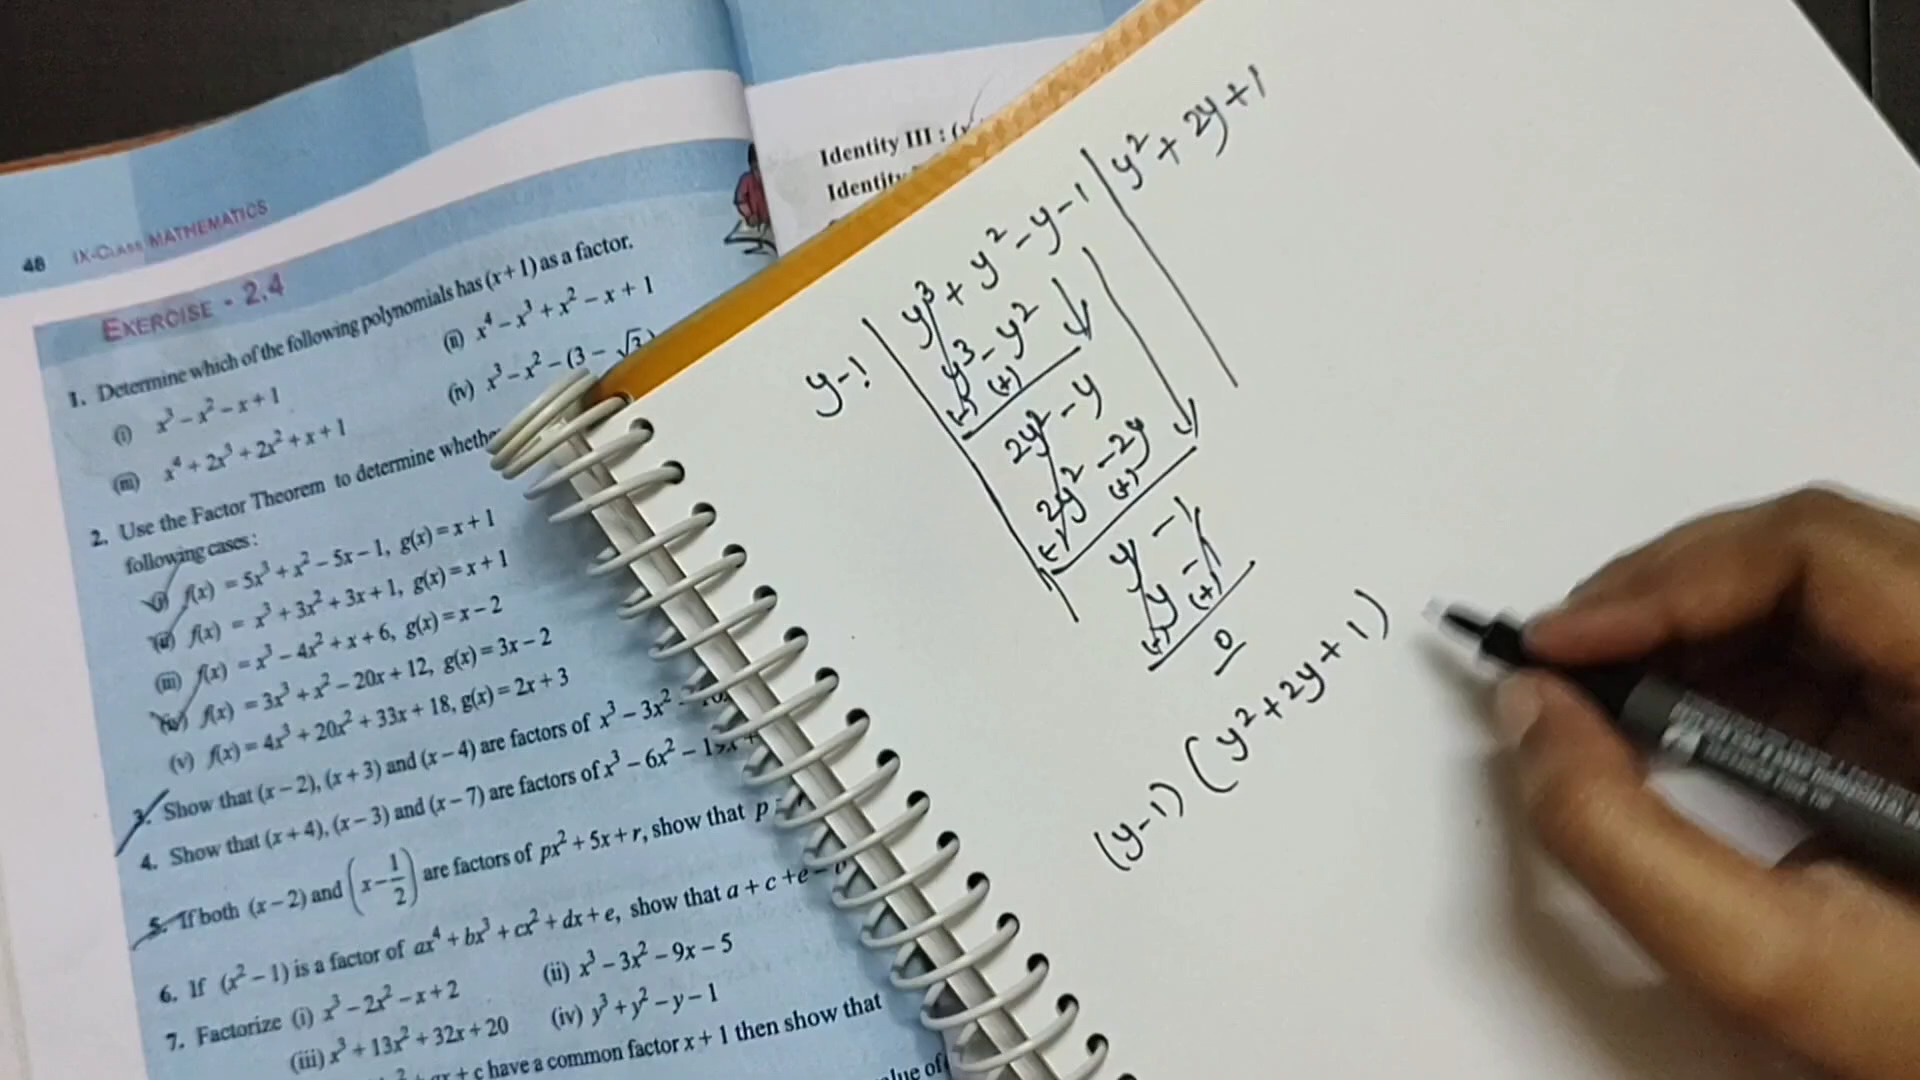 48 IX-CLASS MATHEMATICS
EXERCISE - 2.4
1. Determine which of the following polynomials has (x + 1) as a factor.
(i) x³ − x² − x + 1 (ii) x⁴ − x³ + x² − x + 1
(iii) x⁴ + 2x³ + 2x² + x + 1 (iv) x³ − x² − (3 − √3)
2. Use the Factor Theorem to determine
following cases :
(i) f(x) = 5x³ + x² − 5x − 1, g(x) = x + 1
(ii) f(x) = x³ + 3x² + 3x + 1, g(x) = x + 1
(iii) f(x) = x³ − 4x² + x + 6, g(x) = x − 2
(iv) f(x) = 3x³ + x² − 20x + 12, g(x) = 3x − 2
(v) f(x) = 4x³ + 20x² + 33x + 18, g(x) = 2x + 3
3. Show that (x − 2), (x + 3) and (x − 4) are factors of x³ − 3x² −
4. Show that (x + 4), (x − 3) and (x − 7) are factors of x³ − 6x² −
5. If both (x − 2) and (x − 1/2) are factors of px² + 5x + r, show that p =
6. If (x² − 1) is a factor of ax⁴ + bx³ + cx² + dx + e, show that a + c + e
7. Factorize (i) x³ − 2x² − x + 2 (ii) x³ − 3x² − 9x − 5
(iii) x³ + 13x² + 32x + 20 (iv) y³ + y² − y − 1
+ c have a common factor x + 1 then show that
of
Identity III : (x
y − 1 | y³ + y² − y − 1 | y² + 2y + 1
y³ − y²
(−) (+)
2y² − y
2y² − 2y
(−) (+)
y − 1
y − 1
(−) (+)
0
(y − 1) (y² + 2y + 1)